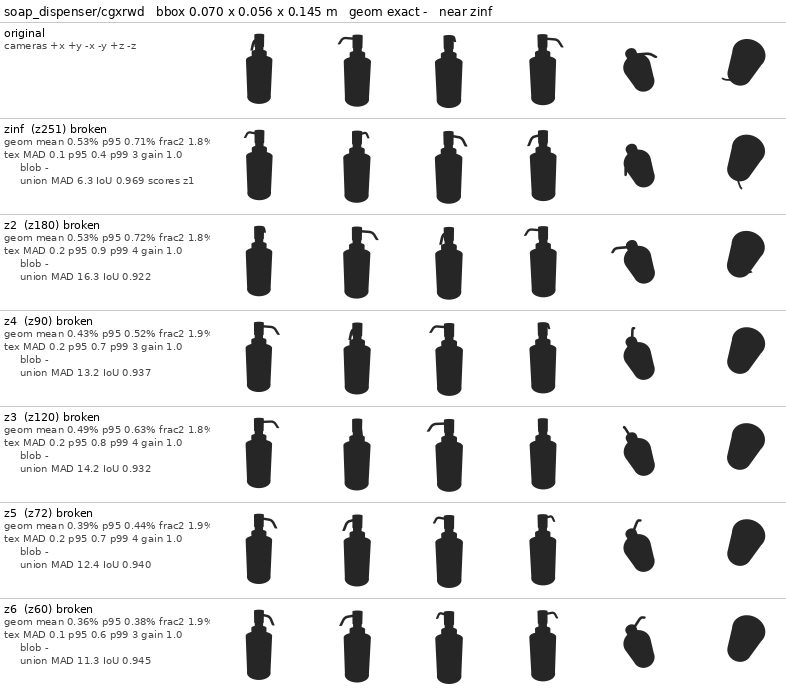 soap_dispenser/cgxrwd   bbox 0.070 x 0.056 x 0.145 m   geom exact -   near zinf
original
cameras +x +y -x -y +z -z
zinf  (z251) broken
geom mean 0.53% p95 0.71% frac2 1.8%
tex MAD 0.1 p95 0.4 p99 3 gain 1.0
blob -
union MAD 6.3 IoU 0.969 scores z1
z2  (z180) broken
geom mean 0.53% p95 0.72% frac2 1.8%
tex MAD 0.2 p95 0.9 p99 4 gain 1.0
blob -
union MAD 16.3 IoU 0.922
z4  (z90) broken
geom mean 0.43% p95 0.52% frac2 1.9%
tex MAD 0.2 p95 0.7 p99 3 gain 1.0
blob -
union MAD 13.2 IoU 0.937
z3  (z120) broken
geom mean 0.49% p95 0.63% frac2 1.8%
tex MAD 0.2 p95 0.8 p99 4 gain 1.0
blob -
union MAD 14.2 IoU 0.932
z5  (z72) broken
geom mean 0.39% p95 0.44% frac2 1.9%
tex MAD 0.2 p95 0.7 p99 4 gain 1.0
blob -
union MAD 12.4 IoU 0.940
z6  (z60) broken
geom mean 0.36% p95 0.38% frac2 1.9%
tex MAD 0.1 p95 0.6 p99 3 gain 1.0
blob -
union MAD 11.3 IoU 0.945